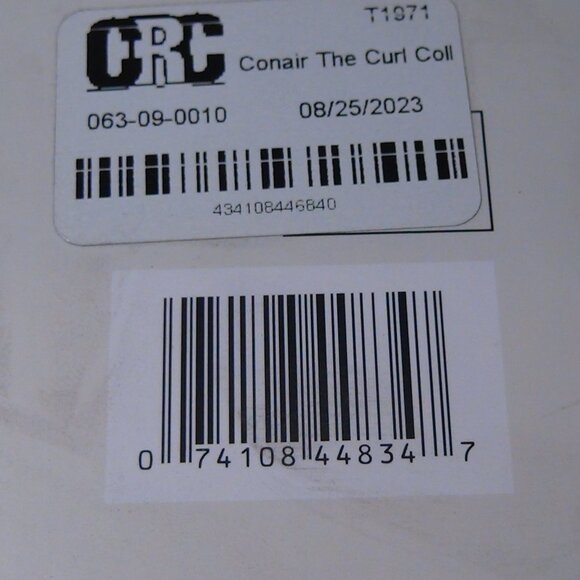 CRC
T1971
Conair The Curl Coll
063-09-0010 08/25/2023
434108446840
0 74108 44834 7